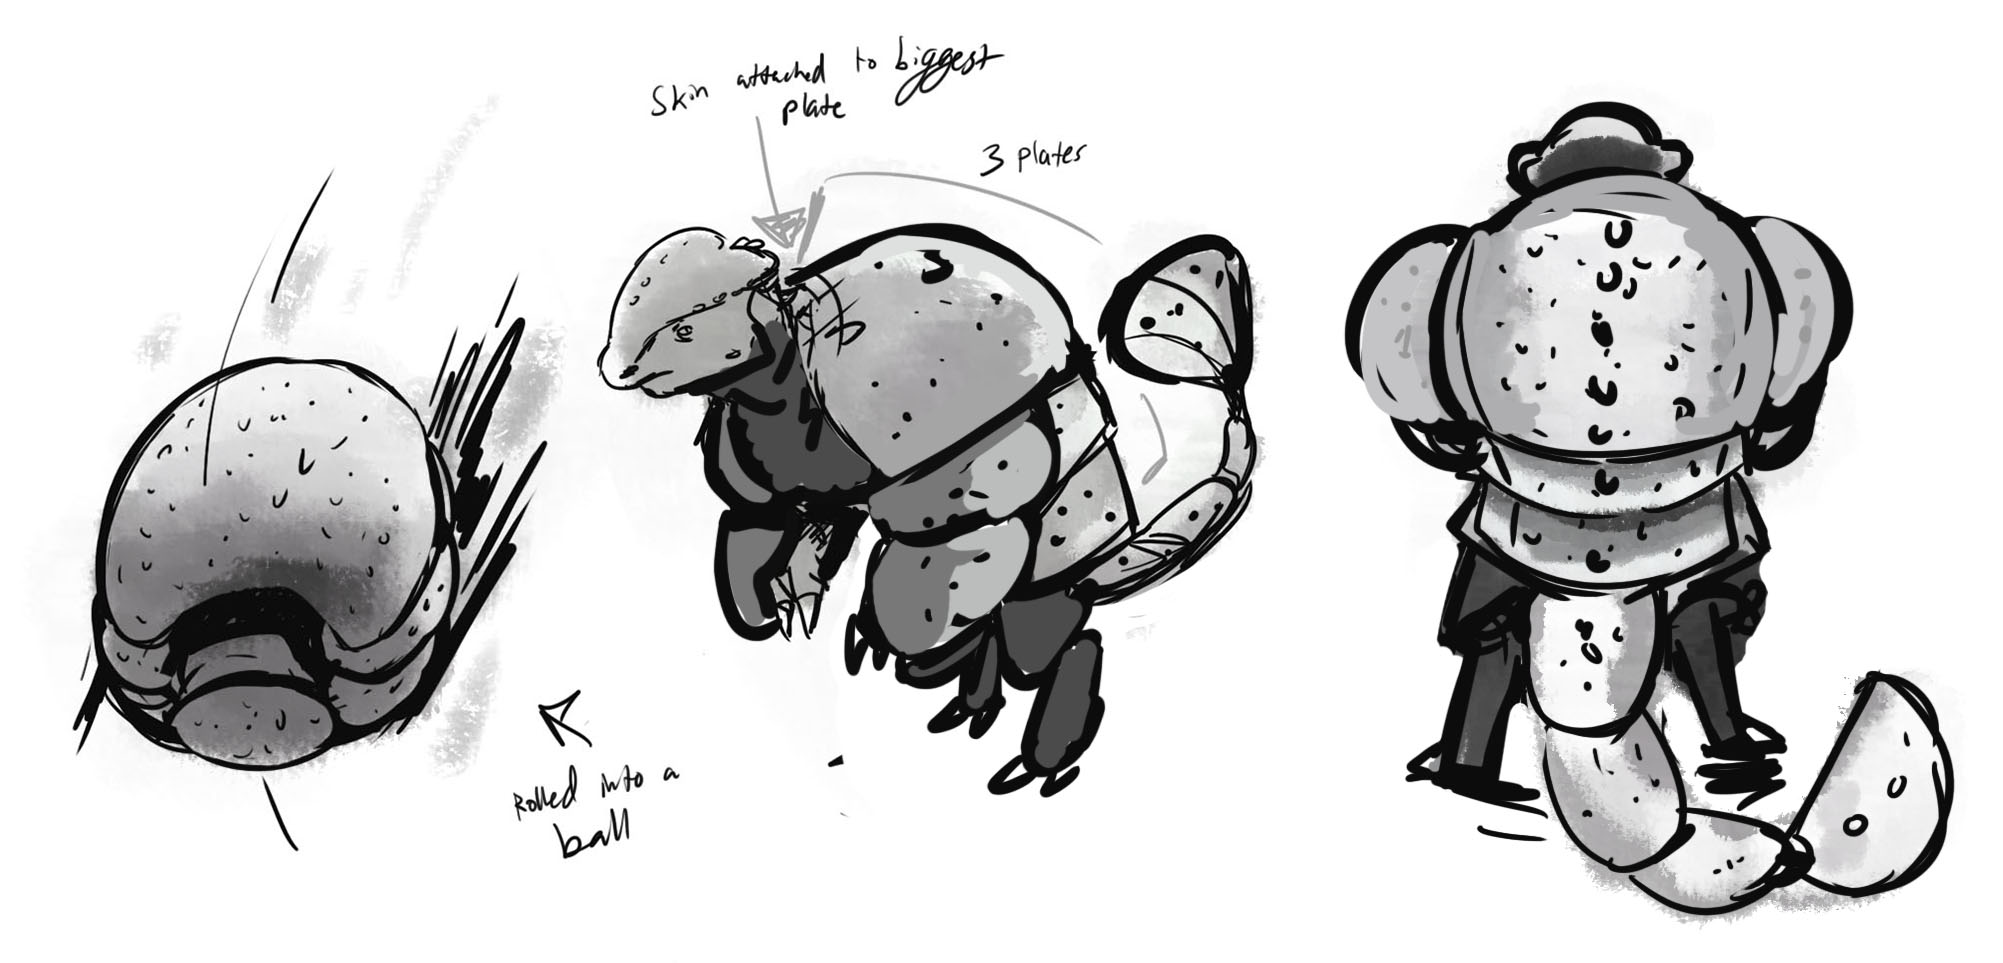 Skin attached to biggest
plate
3 plates
Rolled into a
ball